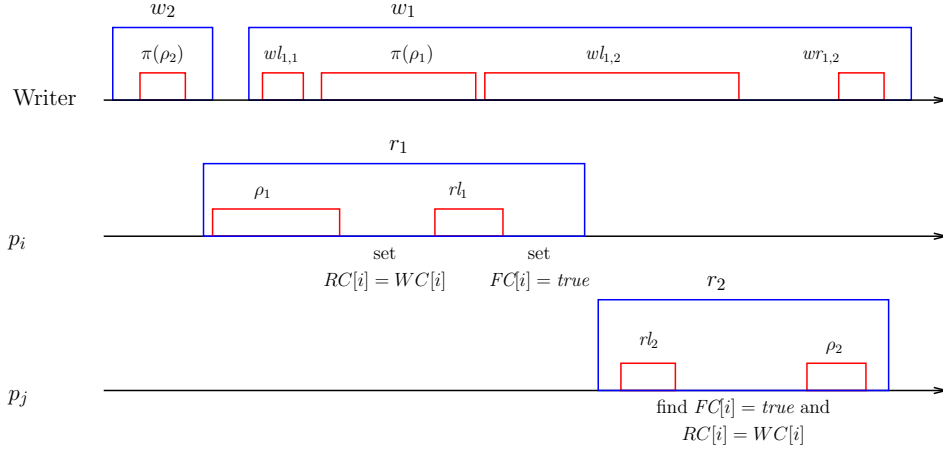 w₂ w₁
π(ρ₂) wl₁,₁ π(ρ₁) wl₁,₂ wr₁,₂
Writer
r₁
ρ₁ rl₁
pᵢ
set set
RC[i] = WC[i] FC[i] = true
r₂
rl₂ ρ₂
pⱼ
find FC[i] = true and
RC[i] = WC[i]